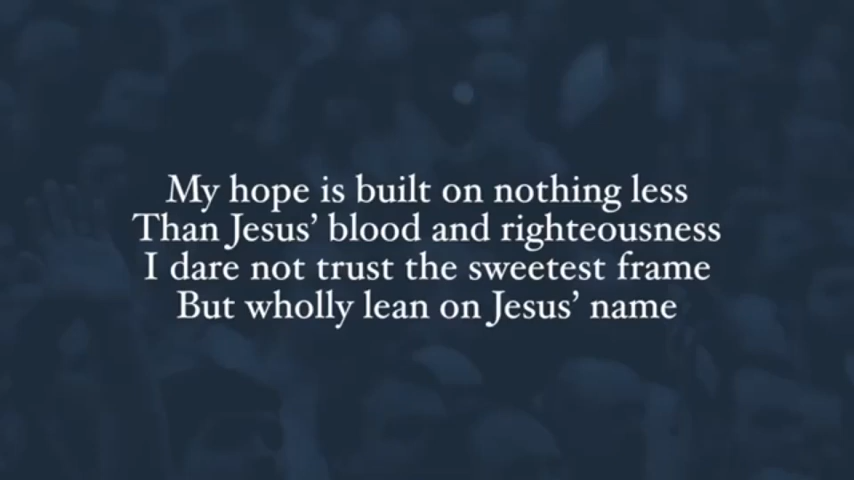 My hope is built on nothing less
Than Jesus’ blood and righteousness
I dare not trust the sweetest frame
But wholly lean on Jesus’ name